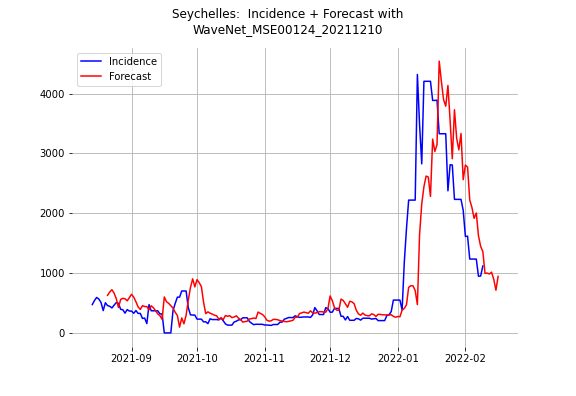 Seychelles:  Incidence + Forecast with
WaveNet_MSE00124_20211210
Incidence
Forecast
4000
3000
2000
1000
0
2021-09 2021-10 2021-11 2021-12 2022-01 2022-02